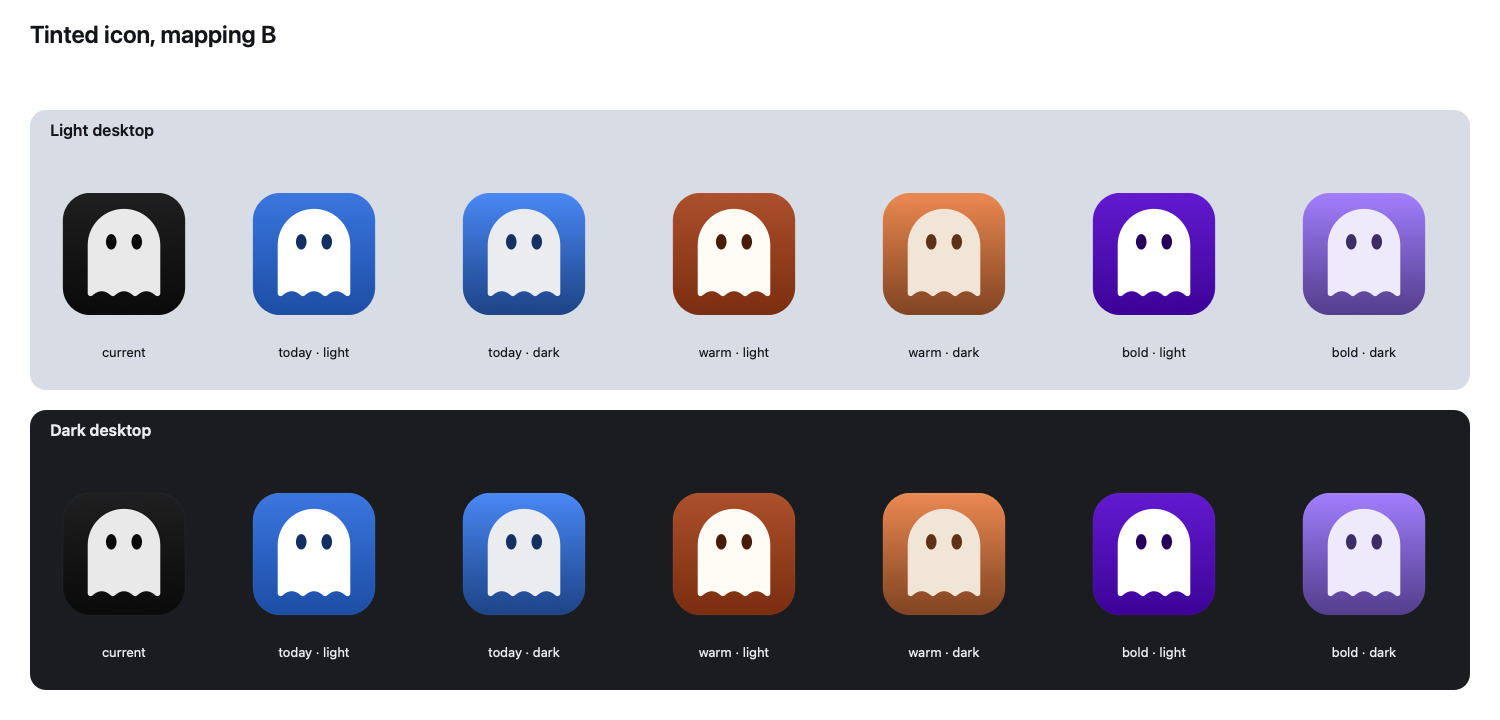 Tinted icon, mapping B
Light desktop
current
today · light
today · dark
warm · light
warm · dark
bold · light
bold · dark
Dark desktop
current
today · light
today · dark
warm · light
warm · dark
bold · light
bold · dark